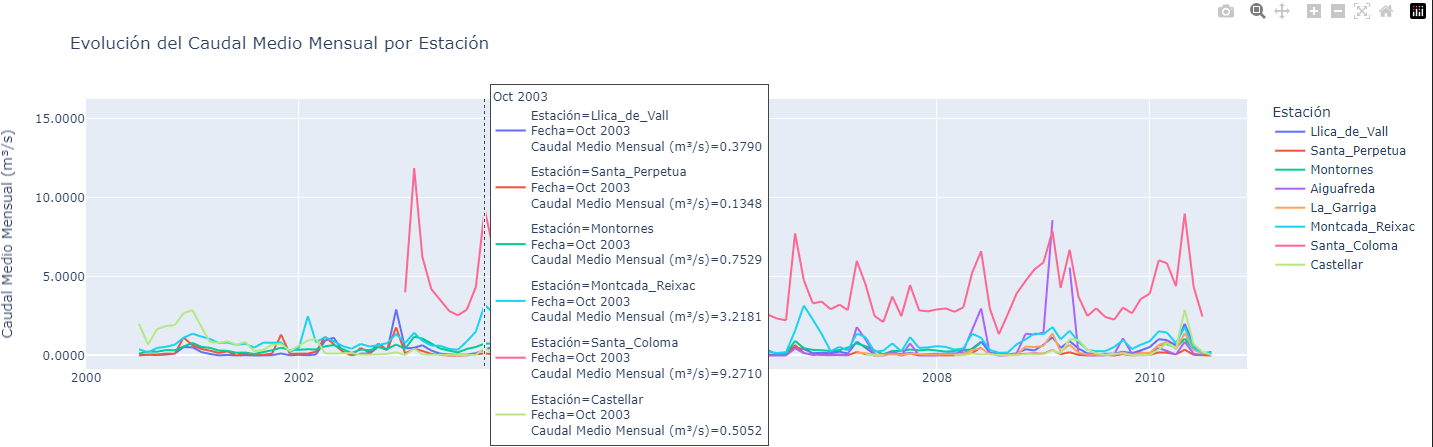 Evolución del Caudal Medio Mensual por Estación
Caudal Medio Mensual (m³/s)
15.0000
10.0000
5.0000
0.0000
2000
2002
2008
2010
Oct 2003
Estación=Llica_de_Vall
Fecha=Oct 2003
Caudal Medio Mensual (m³/s)=0.3790
Estación=Santa_Perpetua
Fecha=Oct 2003
Caudal Medio Mensual (m³/s)=0.1348
Estación=Montornes
Fecha=Oct 2003
Caudal Medio Mensual (m³/s)=0.7529
Estación=Montcada_Reixac
Fecha=Oct 2003
Caudal Medio Mensual (m³/s)=3.2181
Estación=Santa_Coloma
Fecha=Oct 2003
Caudal Medio Mensual (m³/s)=9.2710
Estación=Castellar
Fecha=Oct 2003
Caudal Medio Mensual (m³/s)=0.5052
Estación
Llica_de_Vall
Santa_Perpetua
Montornes
Aiguafreda
La_Garriga
Montcada_Reixac
Santa_Coloma
Castellar